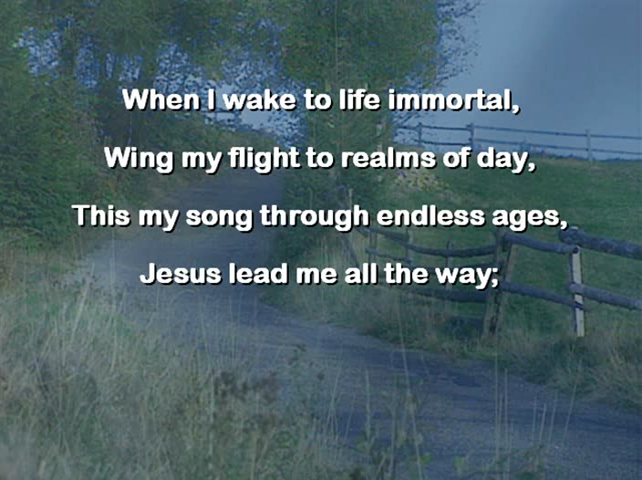 When I wake to life immortal,
Wing my flight to realms of day,
This my song through endless ages,
Jesus lead me all the way;